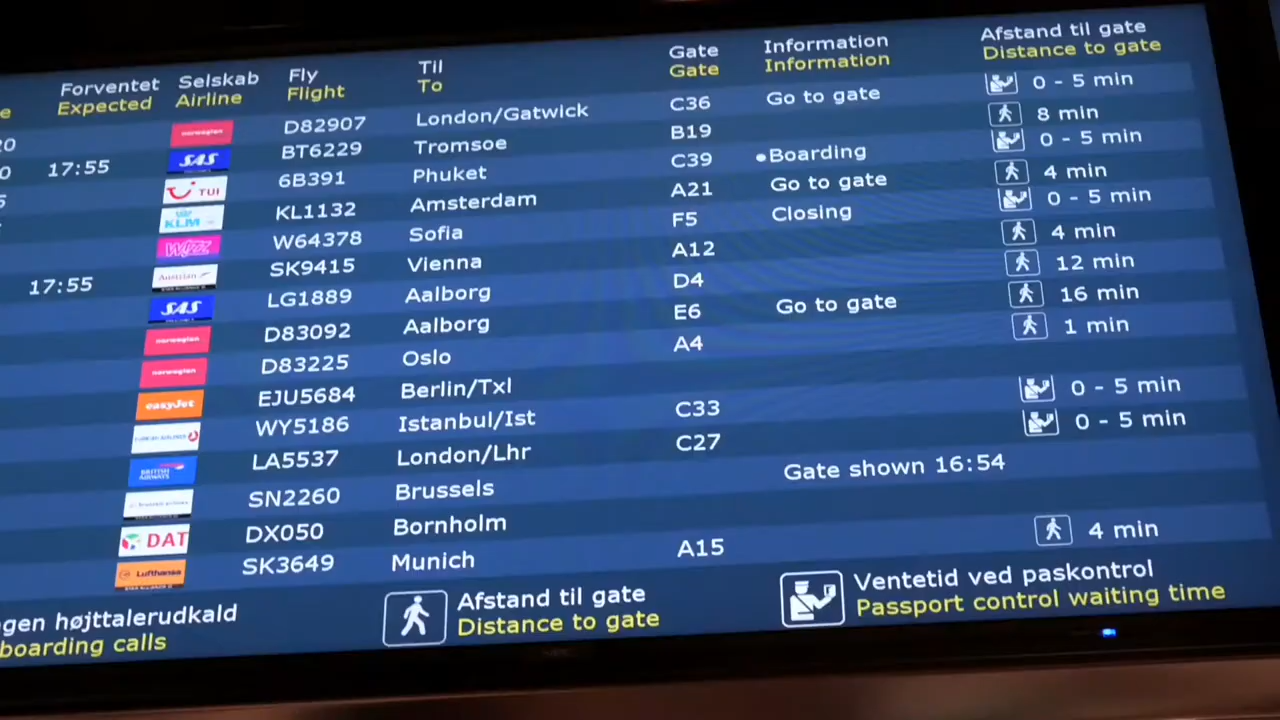 Forventet Selskab Fly Til Gate Information Afstand til gate
Expected Airline Flight To Gate Information Distance to gate
norwegian D82907 London/Gatwick C36 Go to gate 0 - 5 min
17:55 SAS BT6229 Tromsoe B19 8 min
TUI 6B391 Phuket C39 •Boarding 0 - 5 min
KLM KL1132 Amsterdam A21 Go to gate 4 min
WIZZ W64378 Sofia F5 Closing 0 - 5 min
17:55 Austrian SK9415 Vienna A12 4 min
SAS LG1889 Aalborg D4 12 min
norwegian D83092 Aalborg E6 Go to gate 16 min
norwegian D83225 Oslo A4 1 min
easyJet EJU5684 Berlin/Txl
TURKISH AIRLINES WY5186 Istanbul/Ist C33 0 - 5 min
BRITISH AIRWAYS LA5537 London/Lhr C27 0 - 5 min
brussels airlines SN2260 Brussels Gate shown 16:54
DAT DX050 Bornholm
Lufthansa SK3649 Munich A15 4 min
gen højttalerudkald Afstand til gate Ventetid ved paskontrol
boarding calls Distance to gate Passport control waiting time